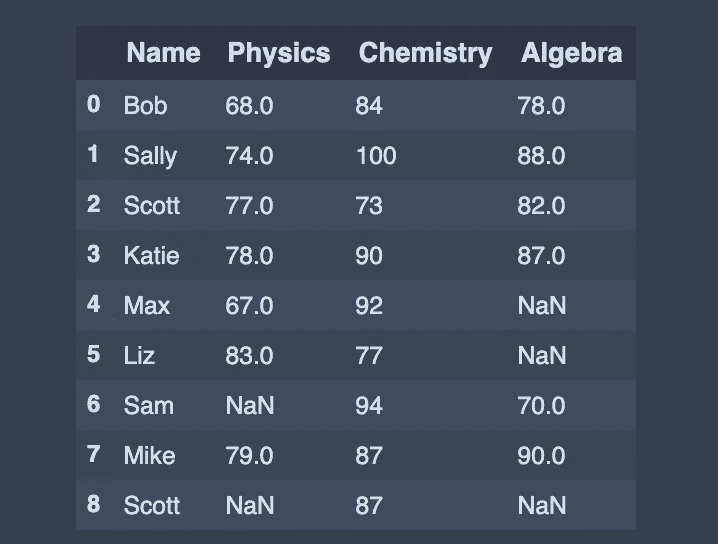 Name Physics Chemistry Algebra
0 Bob 68.0 84 78.0
1 Sally 74.0 100 88.0
2 Scott 77.0 73 82.0
3 Katie 78.0 90 87.0
4 Max 67.0 92 NaN
5 Liz 83.0 77 NaN
6 Sam NaN 94 70.0
7 Mike 79.0 87 90.0
8 Scott NaN 87 NaN